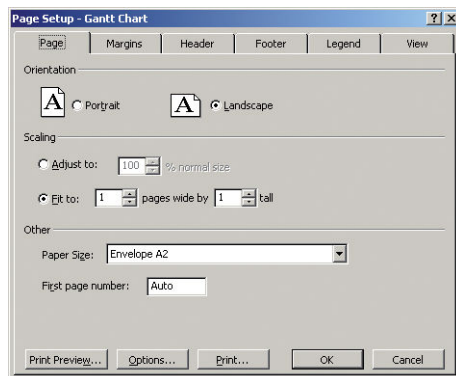 Page Setup - Gantt Chart
Page Margins Header Footer Legend View
Orientation
A Portrait A Landscape
Scaling
Adjust to: 100 % normal size
Fit to: 1 pages wide by 1 tall
Other
Paper Size: Envelope A2
First page number: Auto
Print Preview... Options... Print... OK Cancel